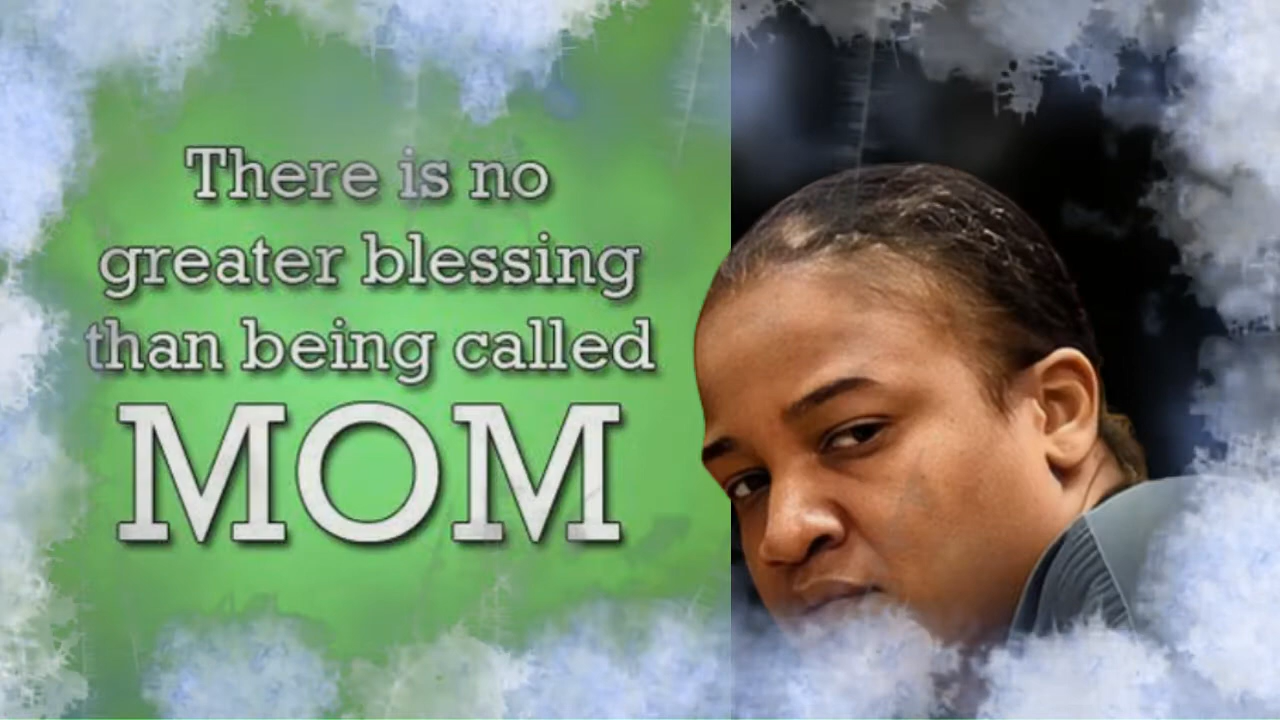 There is no
greater blessing
than being called
MOM